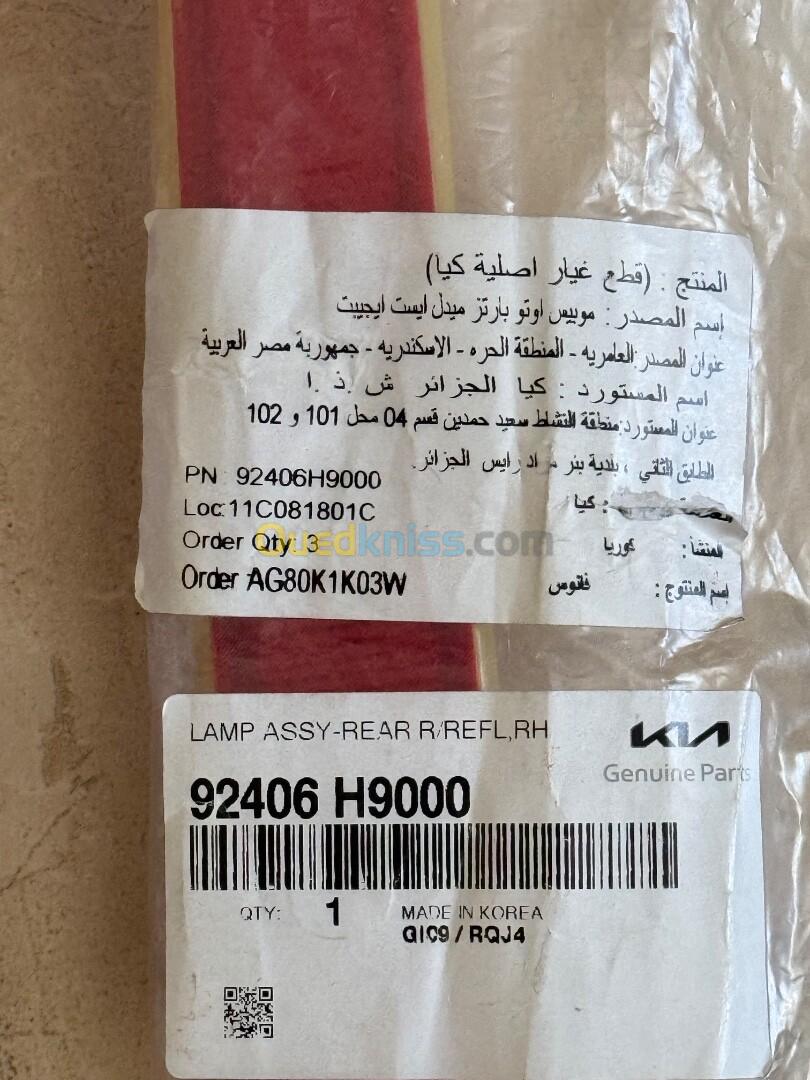 المنتج : (قطع غيار اصلية كيا)
إسم المصدر : موبيس اوتو بارتز ميدل ايست ايجيبت
عنوان المصدر العامريه - المنطقة الحره - الاسكندريه - جمهورية مصر العربية
اسم المستورد : كيا الجزائر ش . ذ . ا
عنوان المستورد: منطقة النشاط سعيد حمدين قسم 04 محل 101 و 102
الطابق الثاني ، بلدية بئر مرادرايس الجزائر.
PN 92406H9000
: كيا
Loc:11C081801C
المنشأ : كوريا
Order Qty 3
إسم المنتوج : فانوس
Order AG80K1K03W
Ouedkniss.com
LAMP ASSY-REAR R/REFL,RH
KIA
Genuine Parts
92406 H9000
QTY: 1 MADE IN KOREA
GIC9 / RQJ4